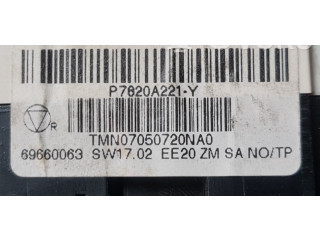 P7820A221-Y
R
TMN07050720NA0
69660063 SW17.02 EE20 ZM SA NO/TP